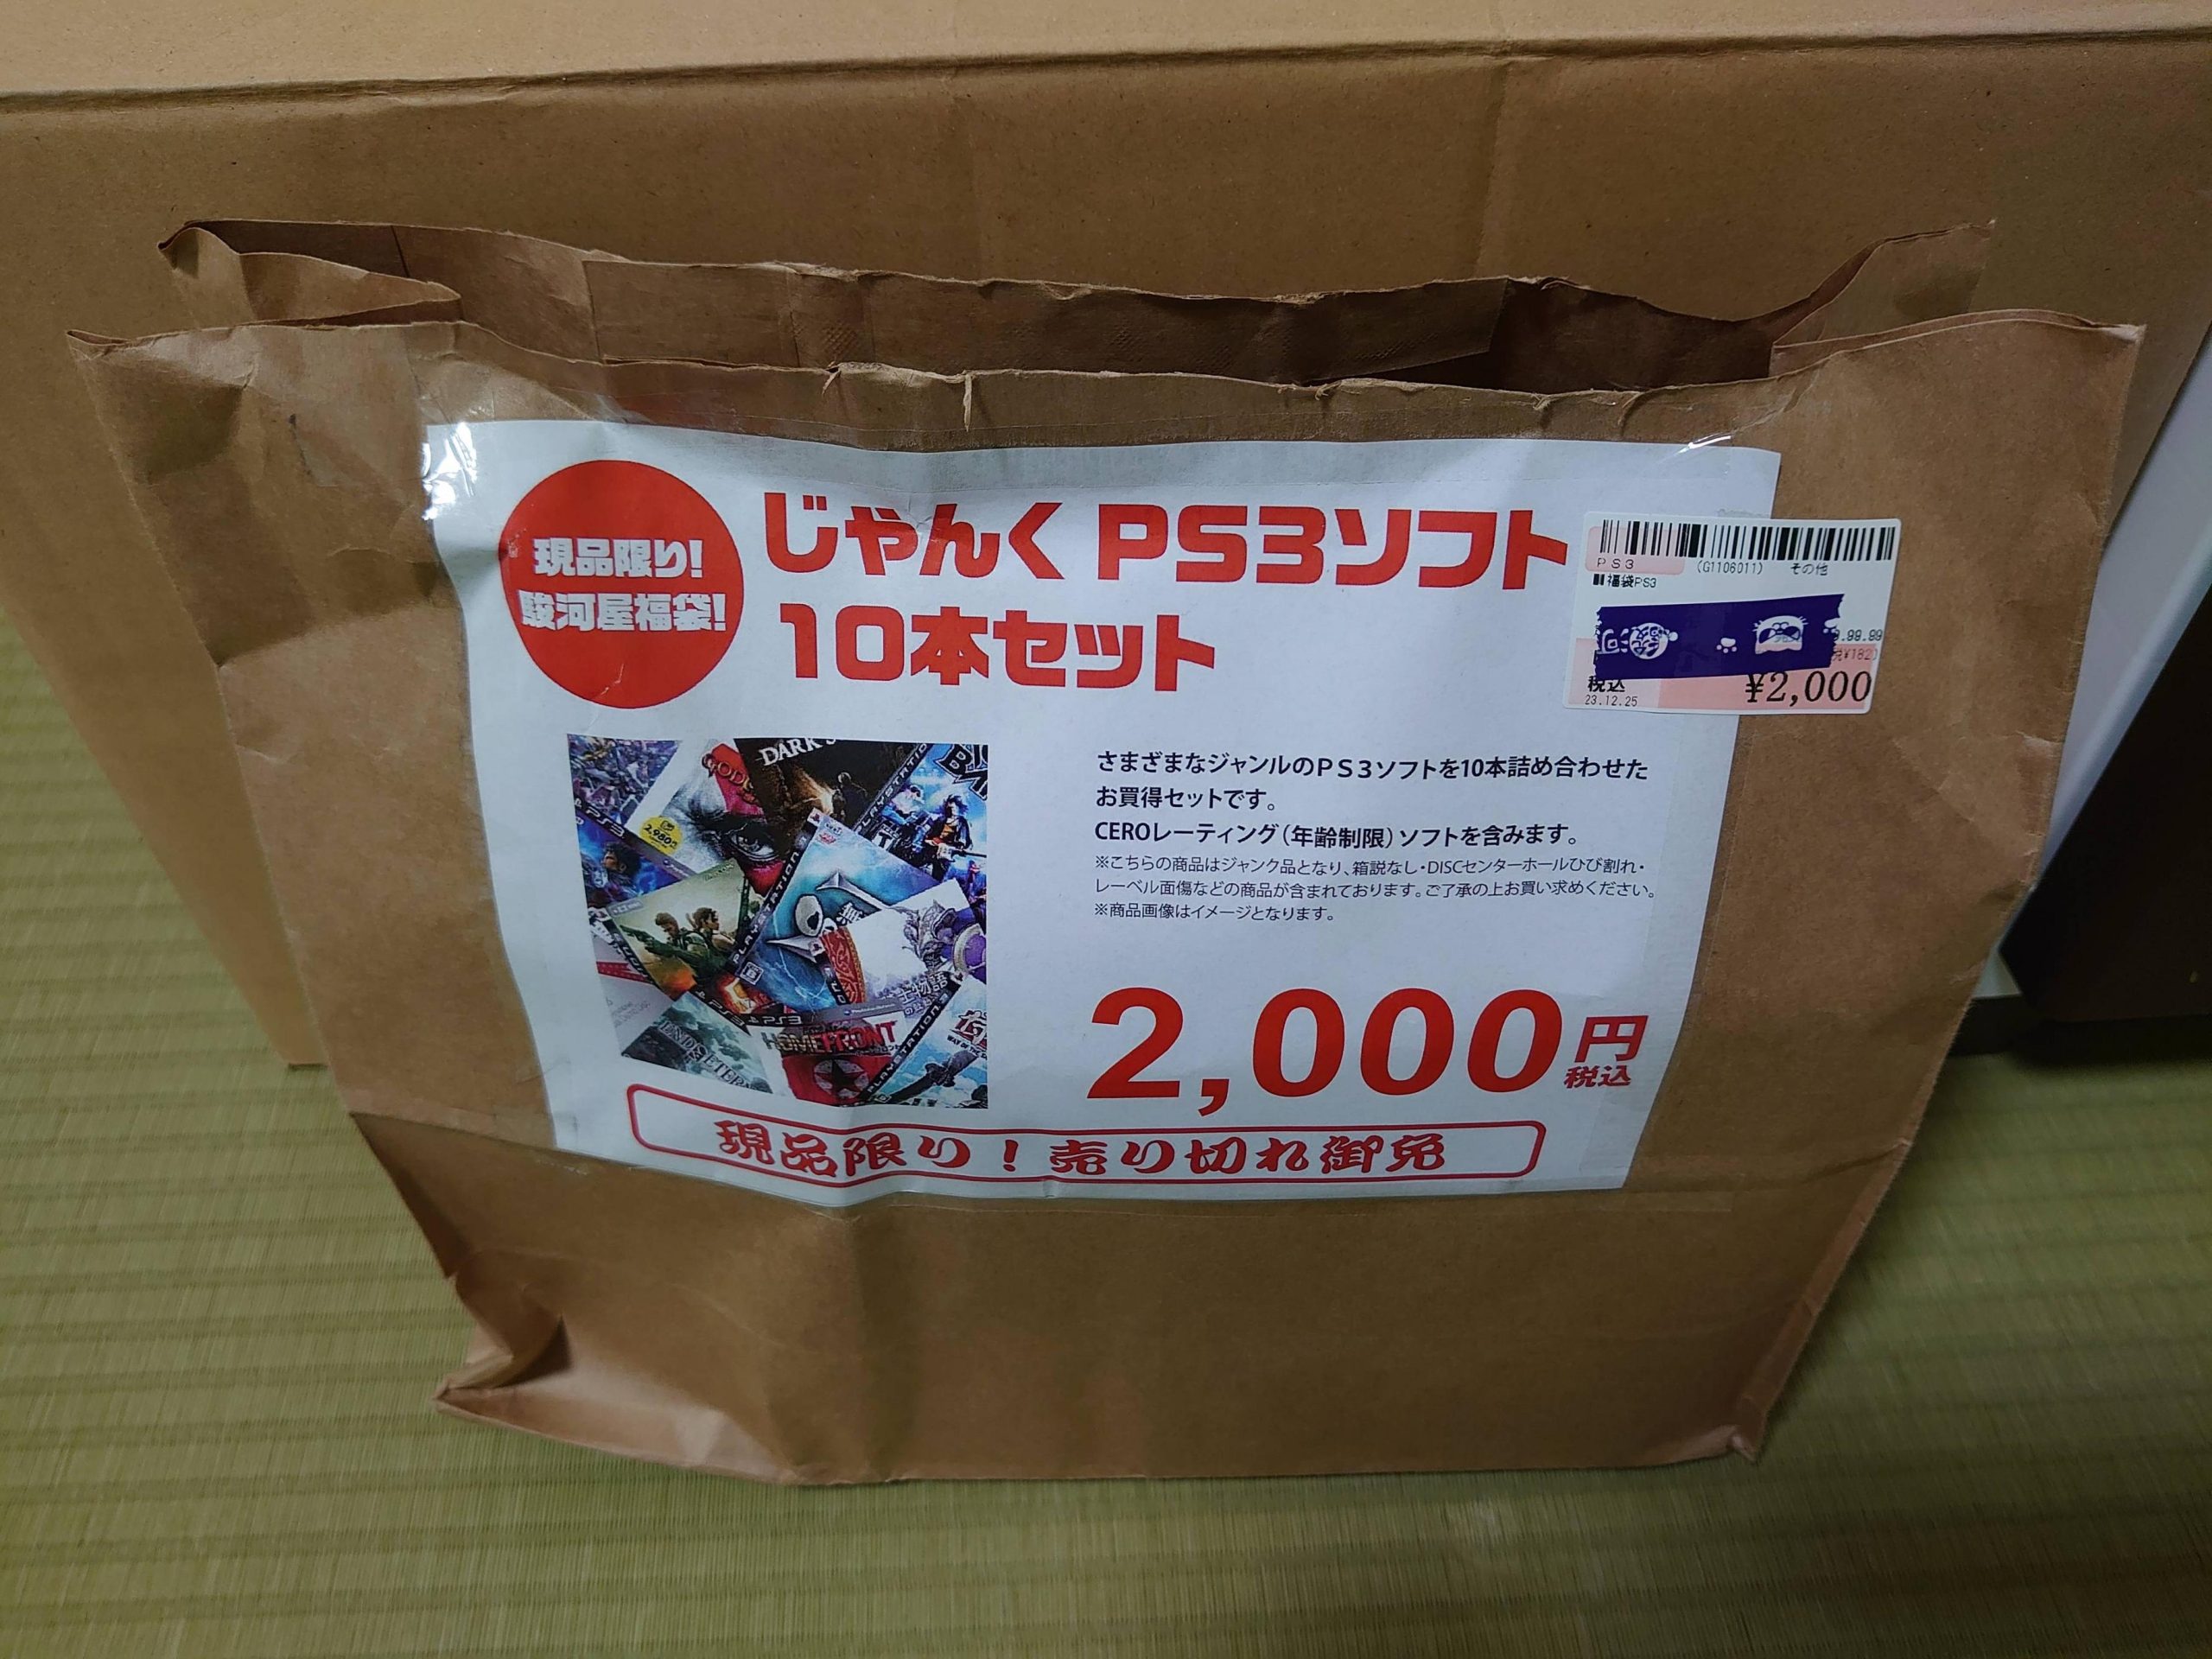 現品限り!
駿河屋福袋!
じゃんく PS3ソフト
10本セット
PS3 (G1106011) その他
福袋PS3
税込 ¥2,000
23.12.25
さまざまなジャンルのPS3ソフトを10本詰め合わせた
お買得セットです。
CEROレーティング(年齢制限)ソフトを含みます。
※こちらの商品はジャンク品となり、箱説なし・DISCセンターホールひび割れ・
レーベル面傷などの商品が含まれております。ご了承の上お買い求めください。
※商品画像はイメージとなります。
2,000円
税込
PS3
2,980
DARK
PLAYSTATION
PS3
HOMEFRONT
PLAYSTATION 3
現品限り!売り切れ御免